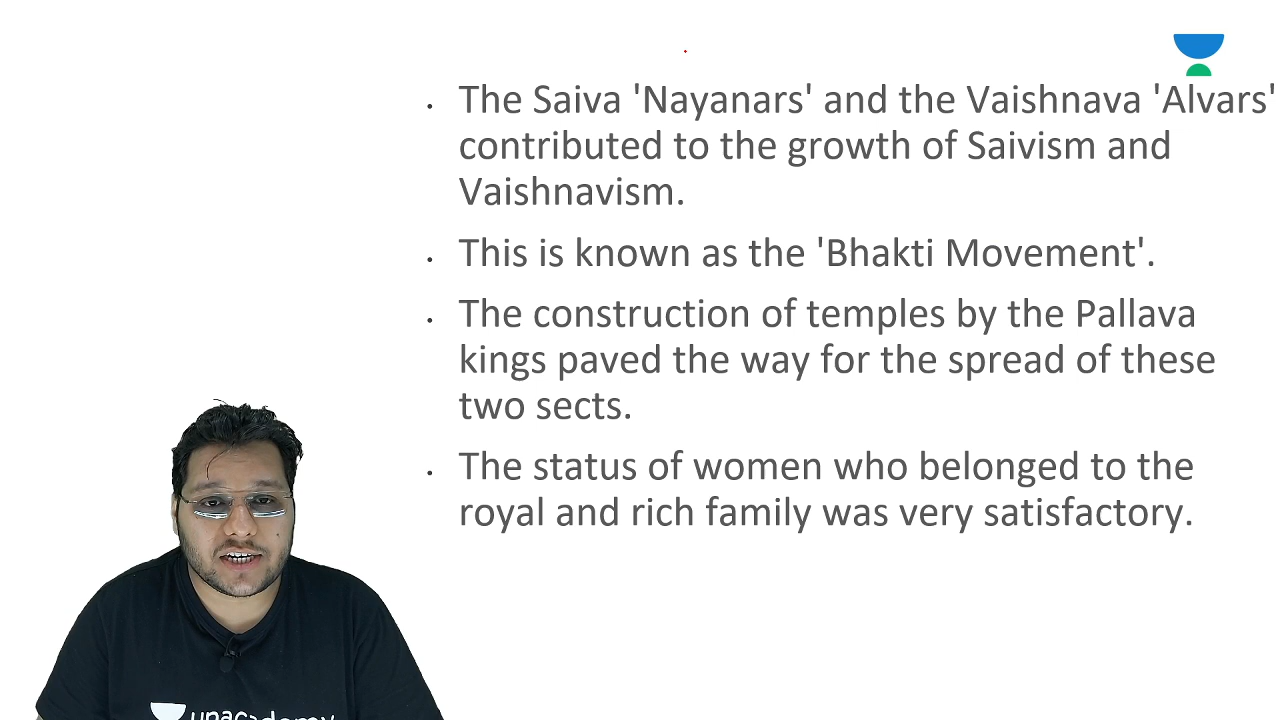 The Saiva 'Nayanars' and the Vaishnava 'Alvars'
contributed to the growth of Saivism and
Vaishnavism.
This is known as the 'Bhakti Movement'.
The construction of temples by the Pallava
kings paved the way for the spread of these
two sects.
The status of women who belonged to the
royal and rich family was very satisfactory.
unacademy